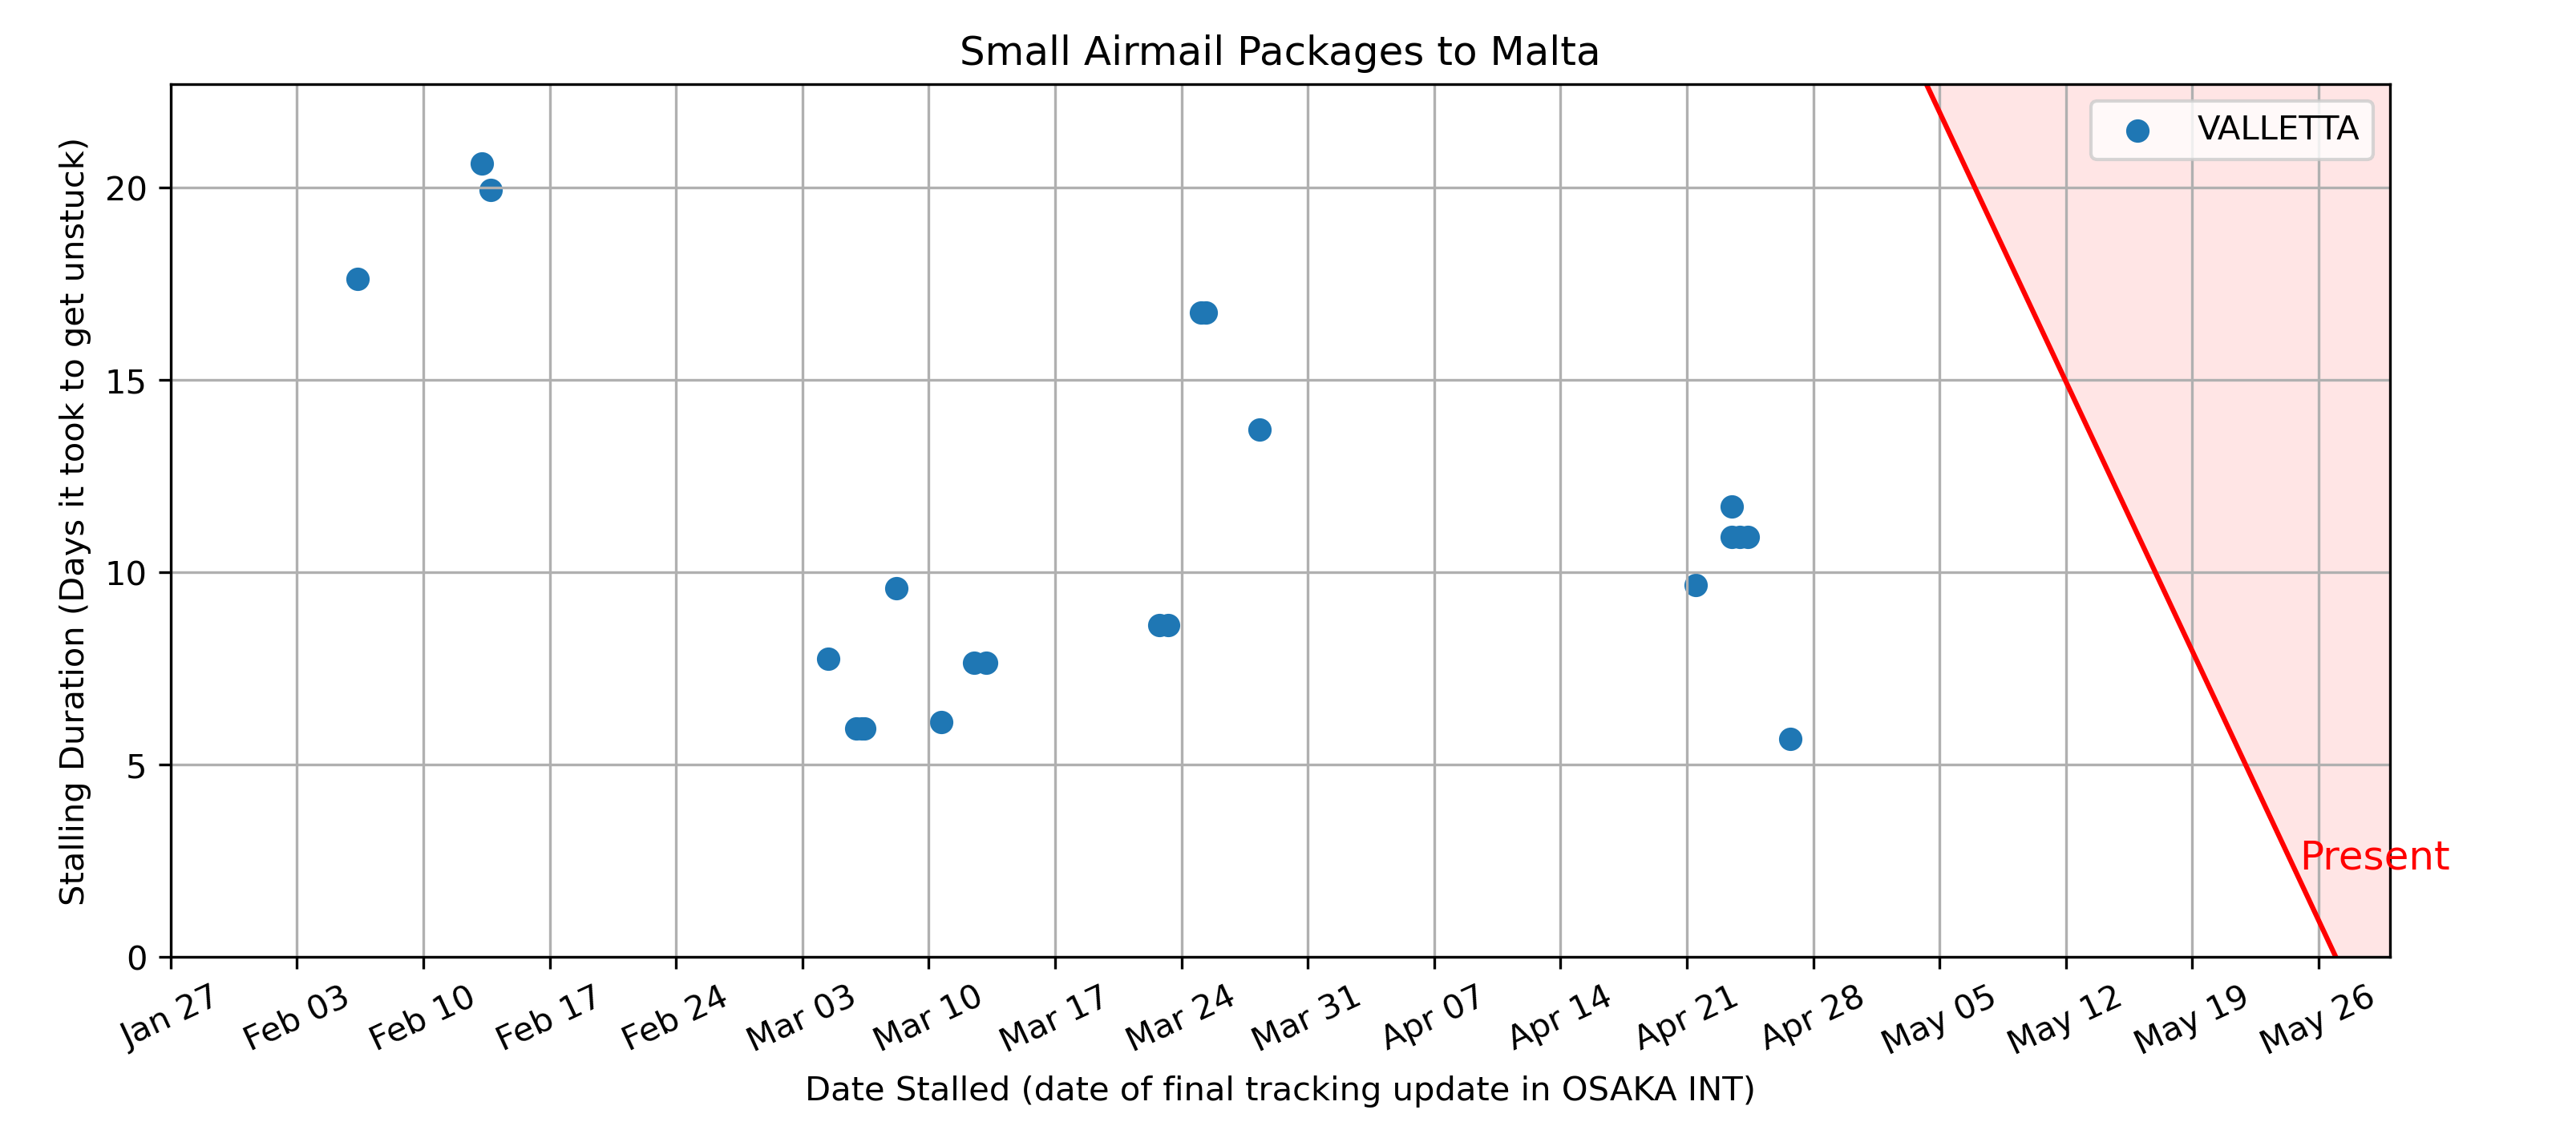 Small Airmail Packages to Malta
VALLETTA
Stalling Duration (Days it took to get unstuck)
20
15
10
5
0
Present
Jan 27
Feb 03
Feb 10
Feb 17
Feb 24
Mar 03
Mar 10
Mar 17
Mar 24
Mar 31
Apr 07
Apr 14
Apr 21
Apr 28
May 05
May 12
May 19
May 26
Date Stalled (date of final tracking update in OSAKA INT)